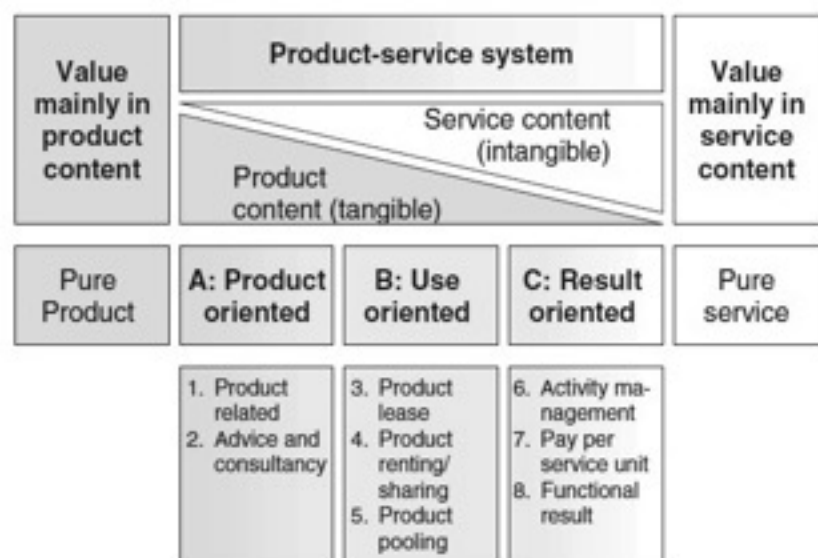 Value
mainly in
product
content
Product-service system
Service content
(intangible)
Product
content (tangible)
Value
mainly in
service
content
Pure
Product
A: Product
oriented
B: Use
oriented
C: Result
oriented
Pure
service
1. Product
related
2. Advice and
consultancy
3. Product
lease
4. Product
renting/
sharing
5. Product
pooling
6. Activity ma-
nagement
7. Pay per
service unit
8. Functional
result